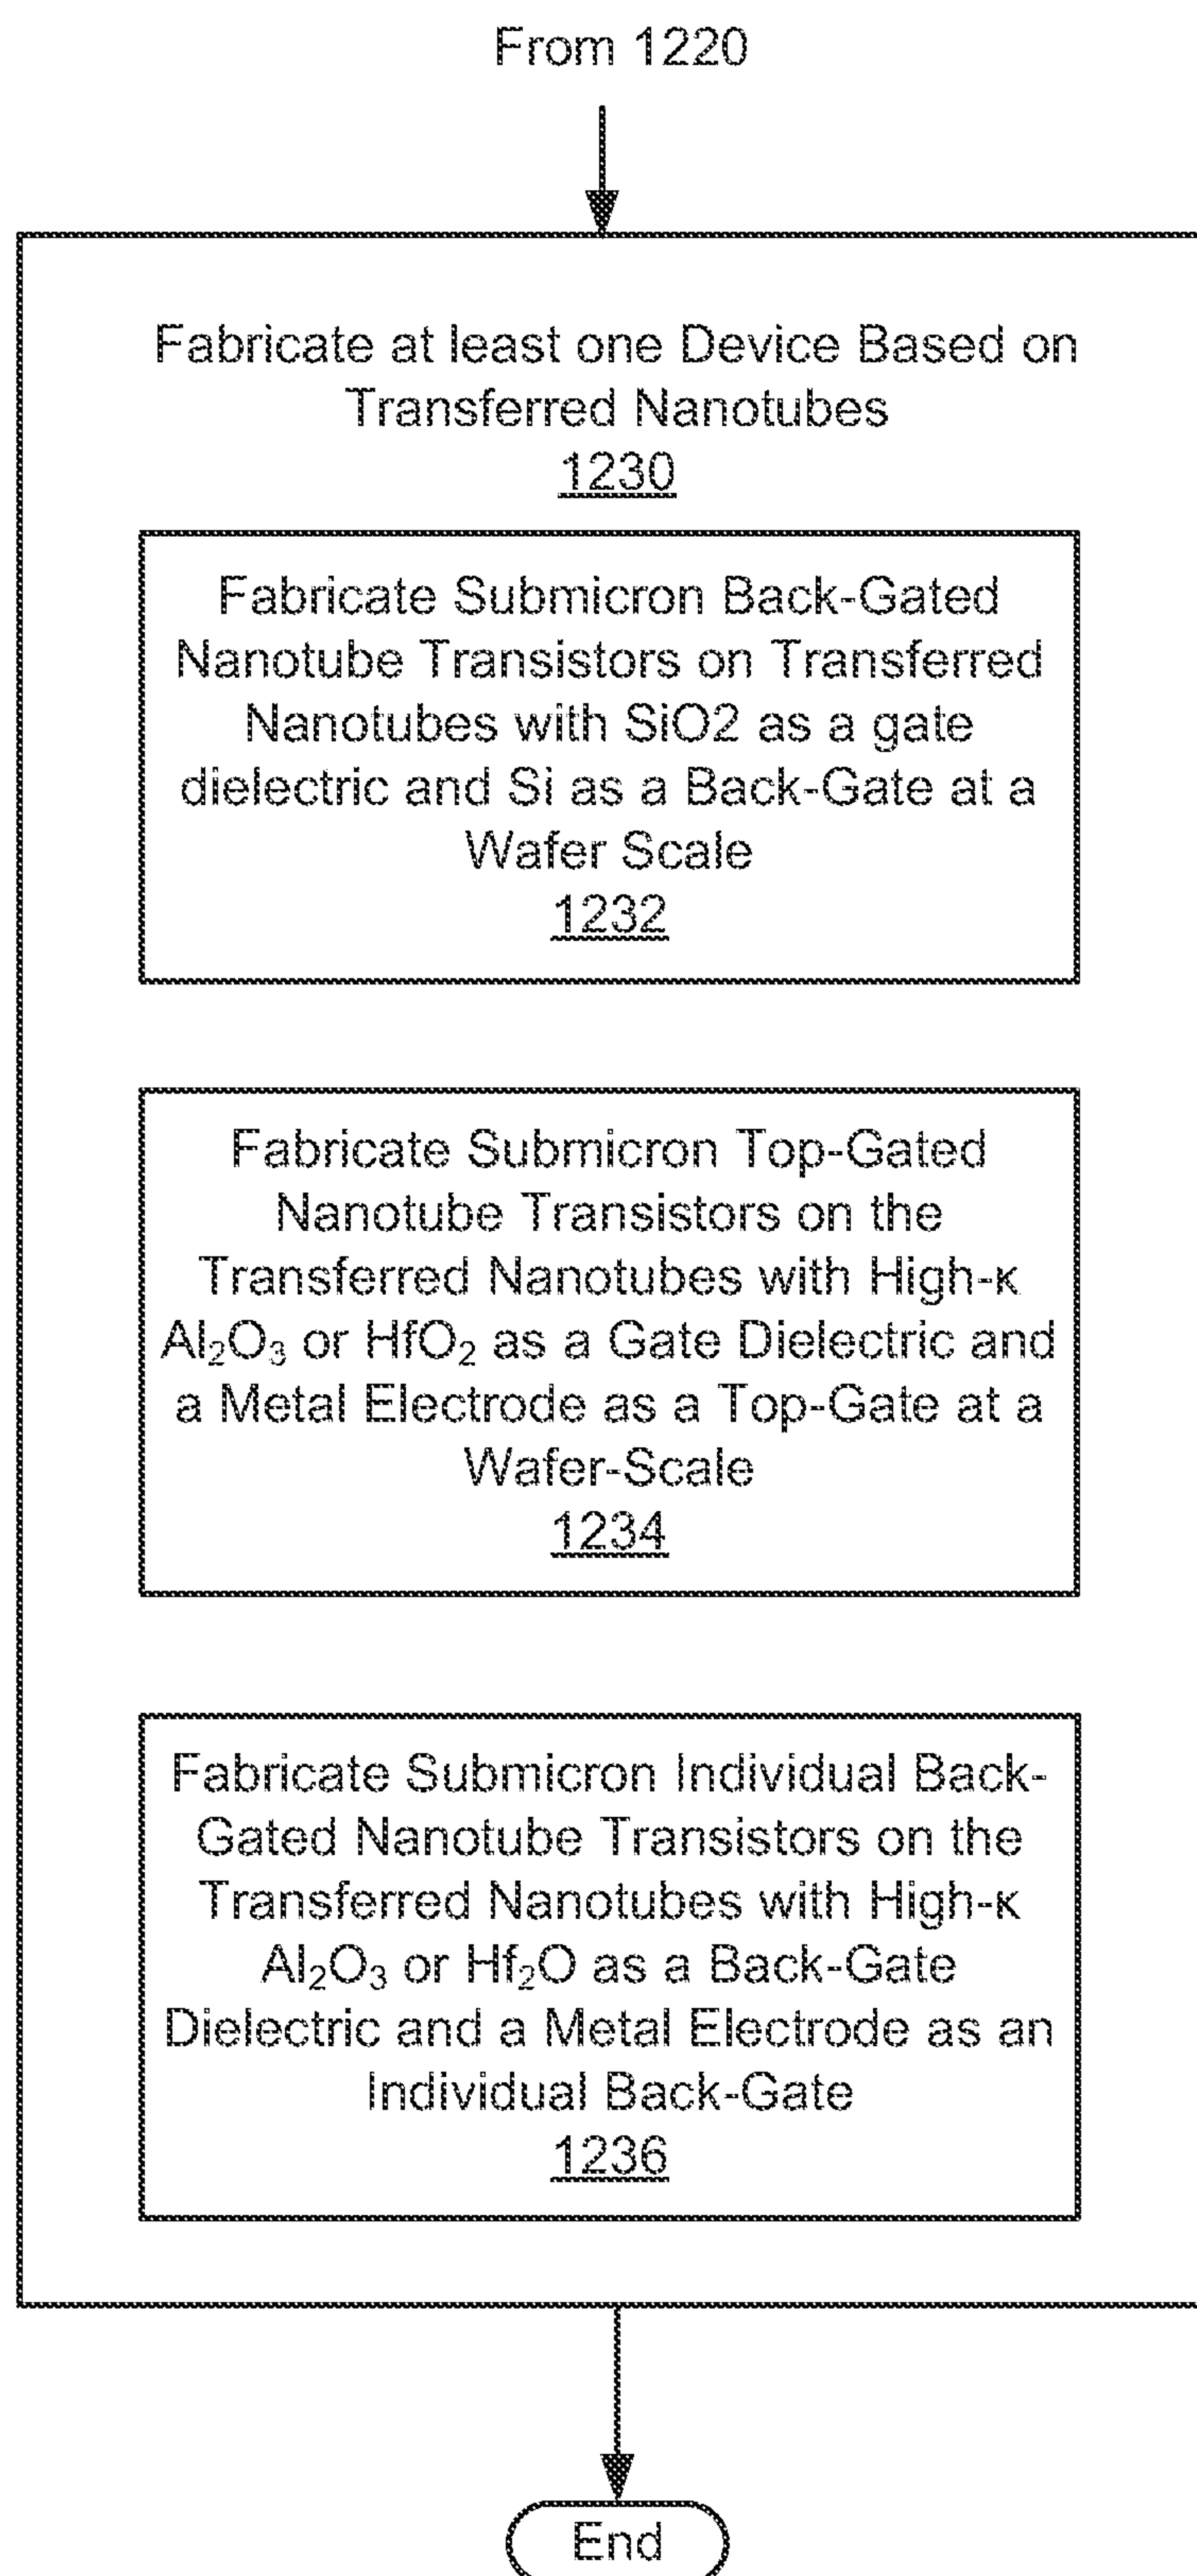 From 1220
Fabricate at least one Device Based on
Transferred Nanotubes
1230
Fabricate Submicron Back-Gated
Nanotube Transistors on Transferred
Nanotubes with SiO2 as a gate
dielectric and Si as a Back-Gate at a
Wafer Scale
1232
Fabricate Submicron Top-Gated
Nanotube Transistors on the
Transferred Nanotubes with High-κ
Al₂O₃ or HfO₂ as a Gate Dielectric and
a Metal Electrode as a Top-Gate at a
Wafer-Scale
1234
Fabricate Submicron Individual Back-
Gated Nanotube Transistors on the
Transferred Nanotubes with High-κ
Al₂O₃ or Hf₂O as a Back-Gate
Dielectric and a Metal Electrode as an
Individual Back-Gate
1236
End